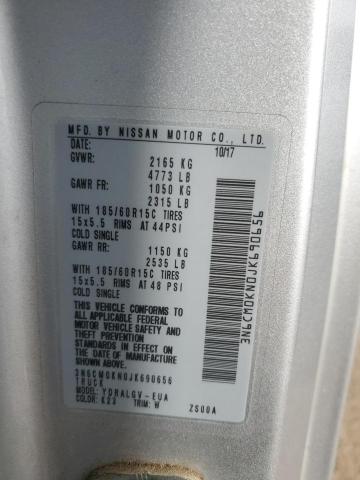 MFD. BY NISSAN MOTOR CO., LTD.
DATE: 10/17
GVWR: 2165 KG
4773 LB
GAWR FR: 1050 KG
2315 LB
WITH 185/60R15C TIRES
15x5.5 RIMS AT 44PSI
COLD SINGLE
GAWR RR: 1150 KG
2535 LB
WITH 185/60R15C TIRES
15x5.5 RIMS AT 48 PSI
COLD SINGLE
THIS VEHICLE CONFORMS TO
ALL APPLICABLE FEDERAL
MOTOR VEHICLE SAFETY AND
THEFT PREVENTION
STANDARDS IN EFFECT ON
THE DATE OF MANUFACTURE
SHOWN ABOVE.
3N6CM0KN0JK690656
TRUCK
YDRALGV-EUA
COLOR: K23 TRIM: W ZS00A
3N6CM0KN0JK690656